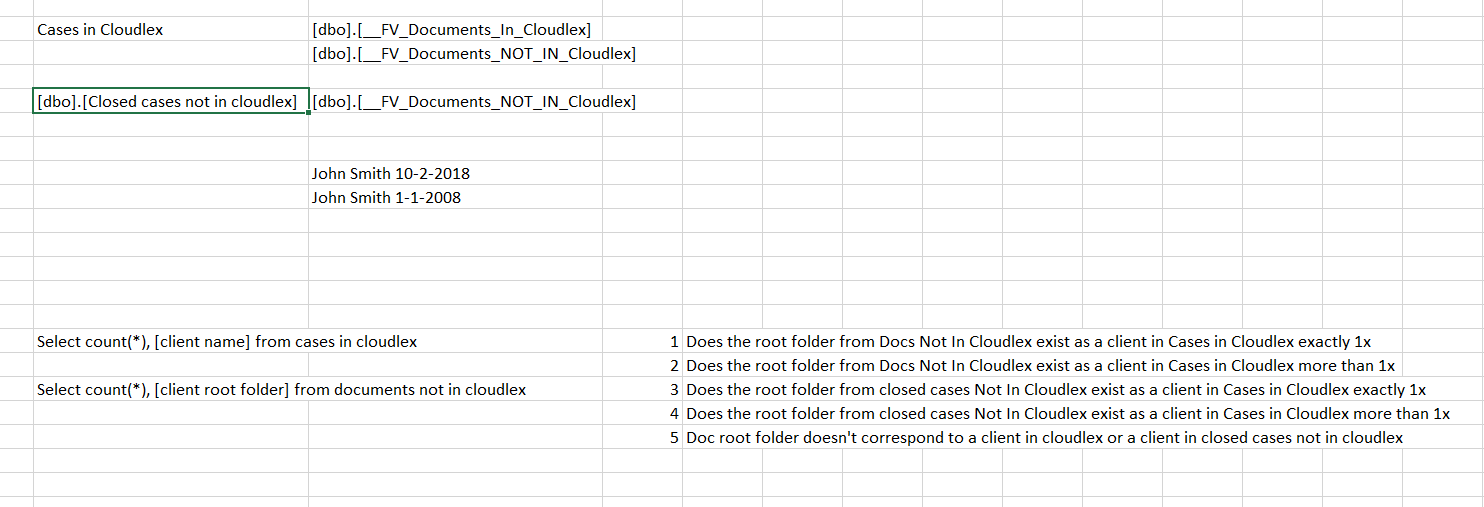 Cases in Cloudlex [dbo].[__FV_Documents_In_Cloudlex]
[dbo].[__FV_Documents_NOT_IN_Cloudlex]
[dbo].[Closed cases not in cloudlex] [dbo].[__FV_Documents_NOT_IN_Cloudlex]
John Smith 10-2-2018
John Smith 1-1-2008
Select count(*), [client name] from cases in cloudlex 1 Does the root folder from Docs Not In Cloudlex exist as a client in Cases in Cloudlex exactly 1x
2 Does the root folder from Docs Not In Cloudlex exist as a client in Cases in Cloudlex more than 1x
Select count(*), [client root folder] from documents not in cloudlex 3 Does the root folder from closed cases Not In Cloudlex exist as a client in Cases in Cloudlex exactly 1x
4 Does the root folder from closed cases Not In Cloudlex exist as a client in Cases in Cloudlex more than 1x
5 Doc root folder doesn't correspond to a client in cloudlex or a client in closed cases not in cloudlex